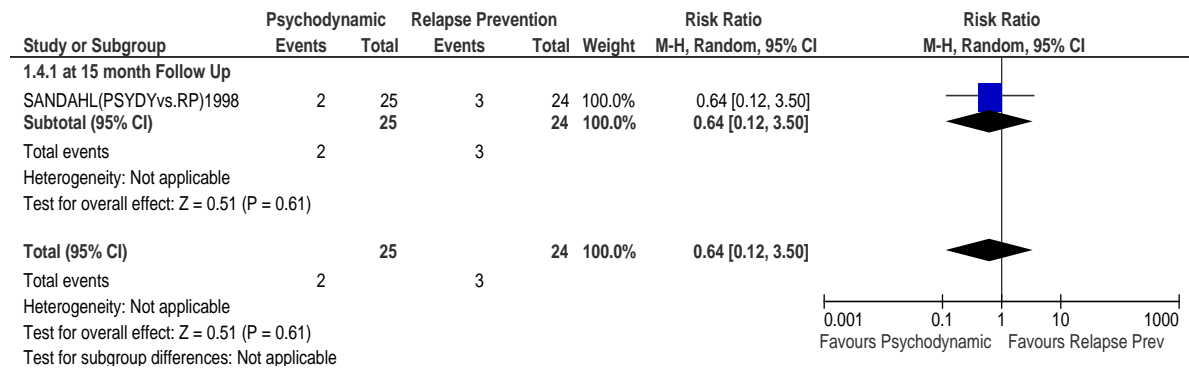 Psychodynamic Relapse Prevention Risk Ratio Risk Ratio
Study or Subgroup Events Total Events Total Weight M-H, Random, 95% CI M-H, Random, 95% CI
1.4.1 at 15 month Follow Up
SANDAHL(PSYDYvs.RP)1998 2 25 3 24 100.0% 0.64 [0.12, 3.50]
Subtotal (95% CI) 25 24 100.0% 0.64 [0.12, 3.50]
Total events 2 3
Heterogeneity: Not applicable
Test for overall effect: Z = 0.51 (P = 0.61)
Total (95% CI) 25 24 100.0% 0.64 [0.12, 3.50]
Total events 2 3
Heterogeneity: Not applicable
Test for overall effect: Z = 0.51 (P = 0.61)
Test for subgroup differences: Not applicable
0.001 0.1 1 10 1000
Favours Psychodynamic Favours Relapse Prev